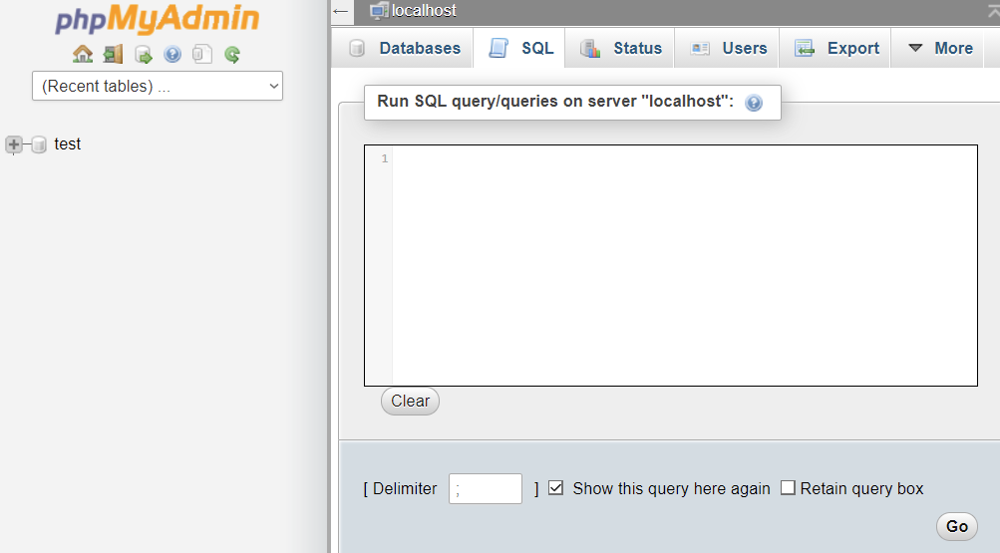 phpMyAdmin
(Recent tables) ...
test
localhost
Databases SQL Status Users Export More
Run SQL query/queries on server "localhost":
1
Clear
[ Delimiter ; ] Show this query here again Retain query box
Go